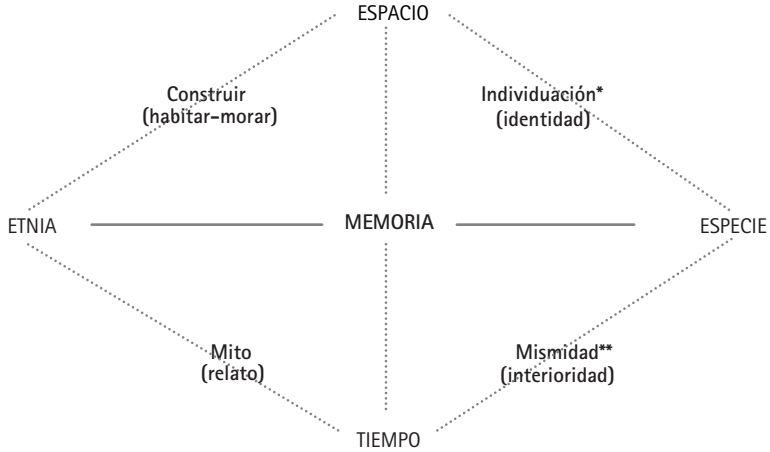 ESPACIO
Construir
(habitar-morar)
Individuación*
(identidad)
ETNIA
MEMORIA
ESPECIE
Mito
(relato)
Mismidad**
(interioridad)
TIEMPO